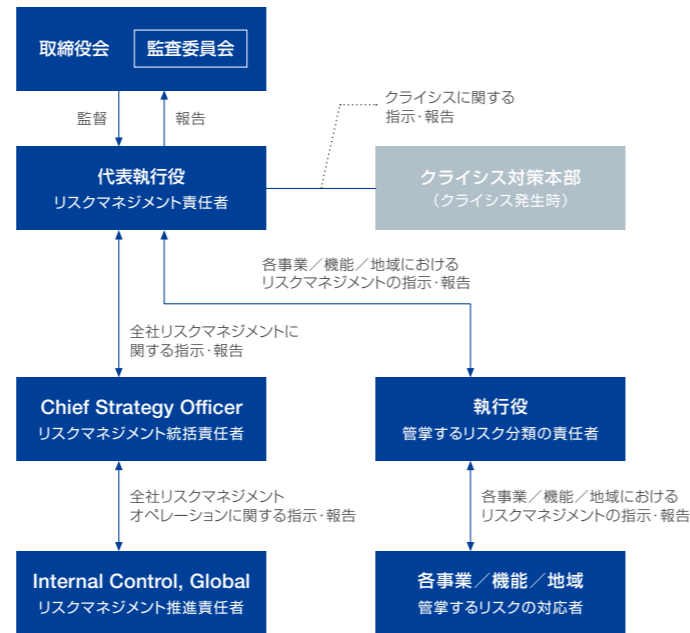 取締役会 監査委員会
監督
報告
クライシスに関する
指示・報告
代表執行役
リスクマネジメント責任者
クライシス対策本部
（クライシス発生時）
各事業／機能／地域における
リスクマネジメントの指示・報告
全社リスクマネジメントに
関する指示・報告
Chief Strategy Officer
リスクマネジメント統括責任者
執行役
管掌するリスク分類の責任者
全社リスクマネジメント
オペレーションに関する指示・報告
各事業／機能／地域における
リスクマネジメントの指示・報告
Internal Control, Global
リスクマネジメント推進責任者
各事業／機能／地域
管掌するリスクの対応者